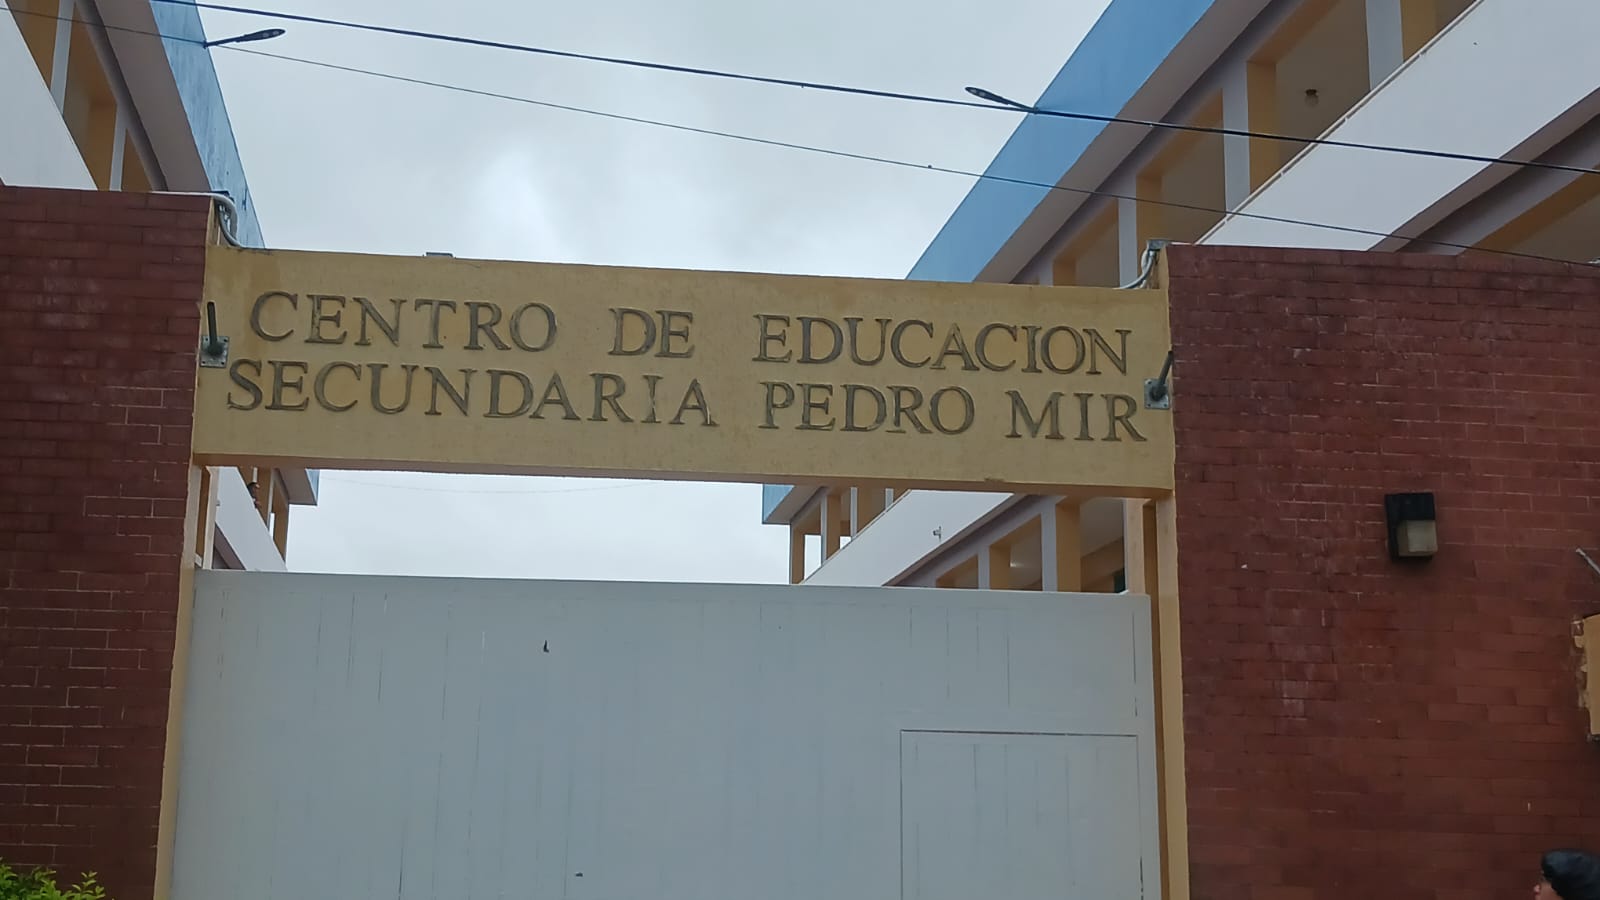 CENTRO DE EDUCACION
SECUNDARIA PEDRO MIR